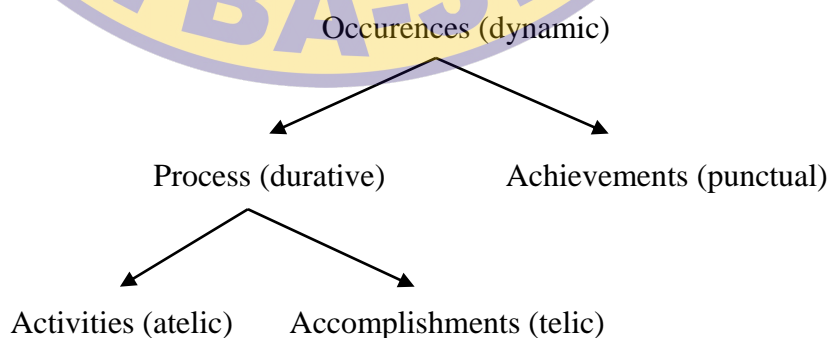 Occurences (dynamic)
Process (durative) Achievements (punctual)
Activities (atelic) Accomplishments (telic)